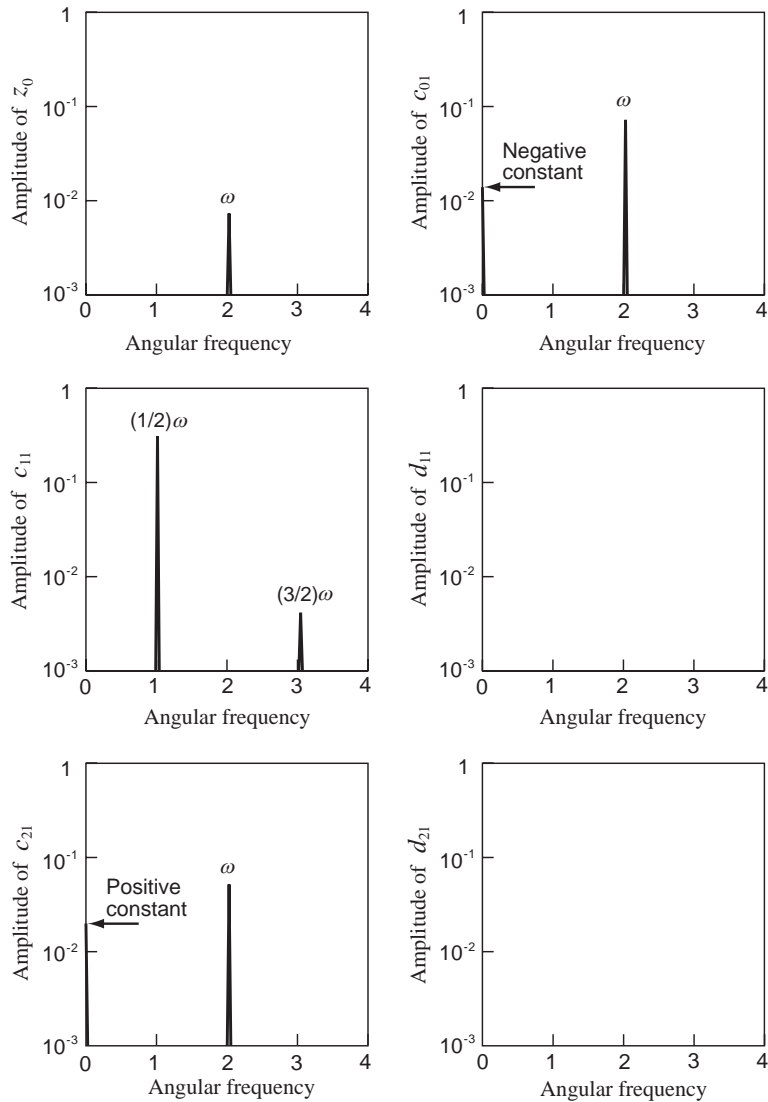 1
10-1
10-2
10-3
0 1 2 3 4
Amplitude of z0
ω
Angular frequency
1
10-1
10-2
10-3
0 1 2 3 4
Amplitude of c01
Negative
constant
ω
Angular frequency
1
10-1
10-2
10-3
0 1 2 3 4
Amplitude of c11
(1/2)ω
(3/2)ω
Angular frequency
1
10-1
10-2
10-3
0 1 2 3 4
Amplitude of d11
Angular frequency
1
10-1
10-2
10-3
0 1 2 3 4
Amplitude of c21
Positive
constant
ω
Angular frequency
1
10-1
10-2
10-3
0 1 2 3 4
Amplitude of d21
Angular frequency